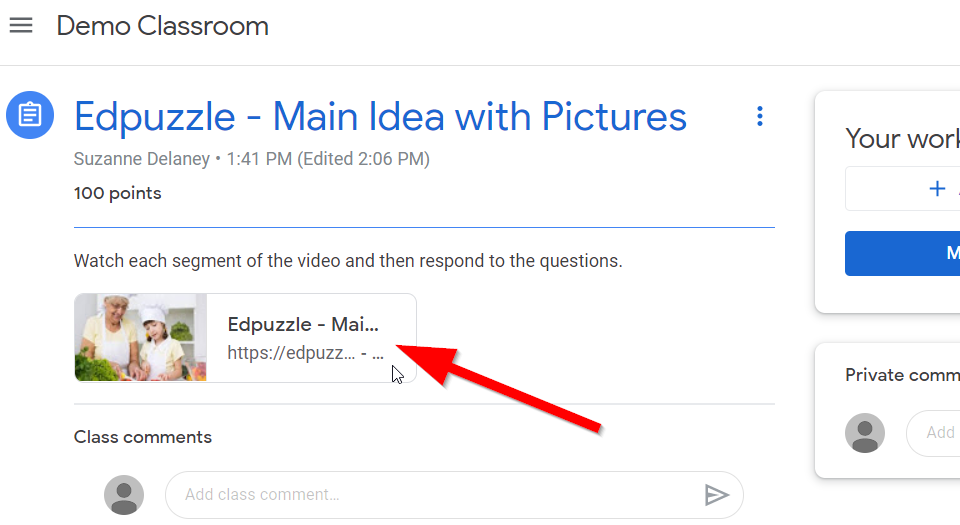 Demo Classroom
Edpuzzle - Main Idea with Pictures
Suzanne Delaney • 1:41 PM (Edited 2:06 PM)
100 points
Watch each segment of the video and then respond to the questions.
Edpuzzle - Mai...
https://edpuzz... - ...
Class comments
Add class comment...
Your work
+
M
Private comm
Add